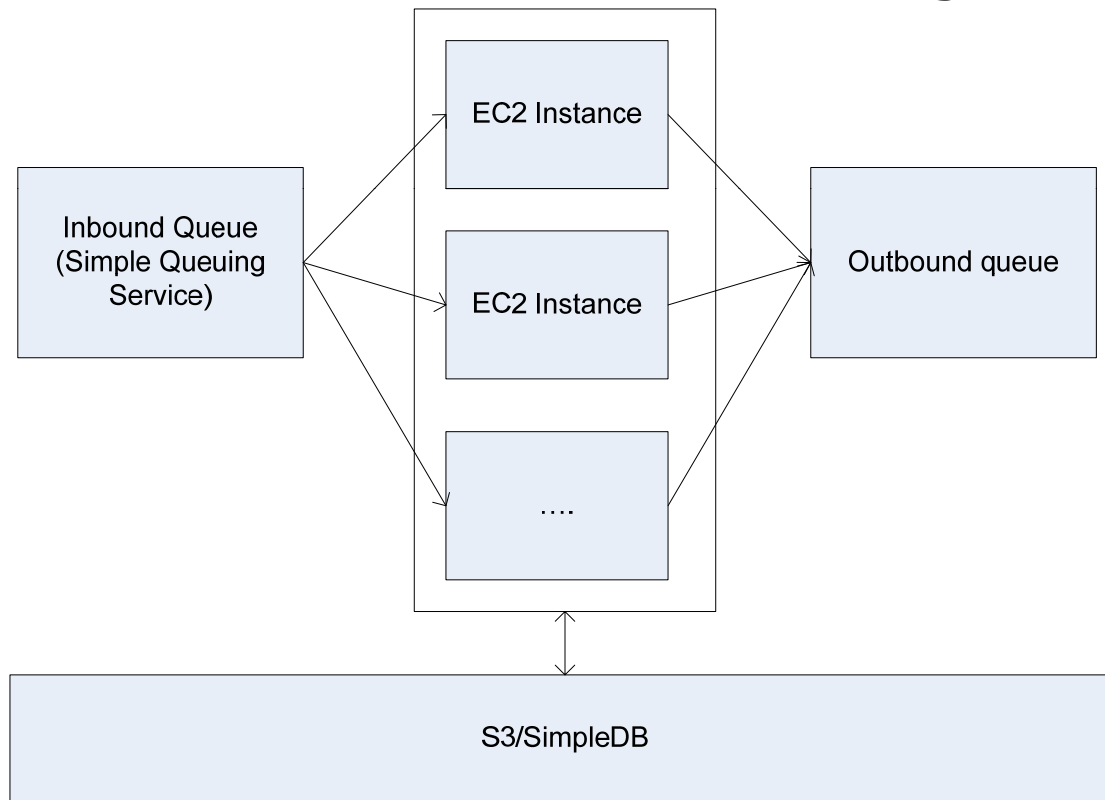 EC2 Instance
Inbound Queue
(Simple Queuing
Service)
EC2 Instance
Outbound queue
....
S3/SimpleDB